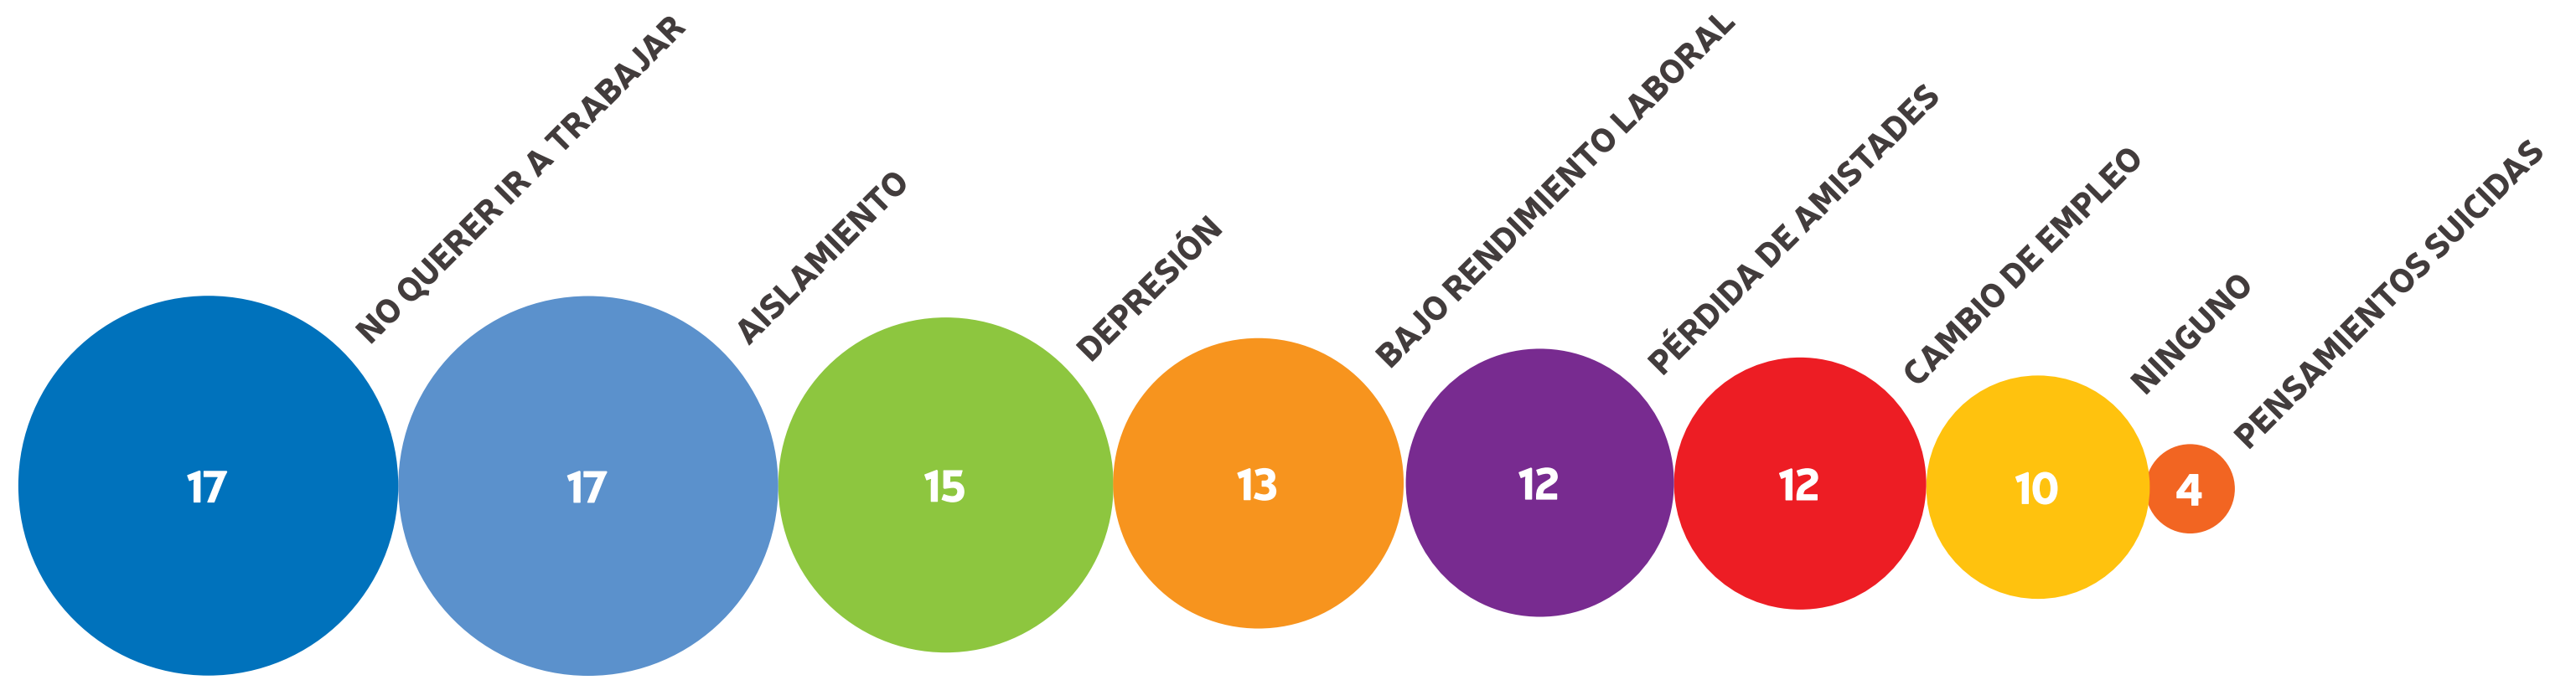 NO QUERER IR A TRABAJAR
17
AISLAMIENTO
17
DEPRESIÓN
15
BAJO RENDIMIENTO LABORAL
13
PÉRDIDA DE AMISTADES
12
CAMBIO DE EMPLEO
12
NINGUNO
10
PENSAMIENTOS SUICIDAS
4